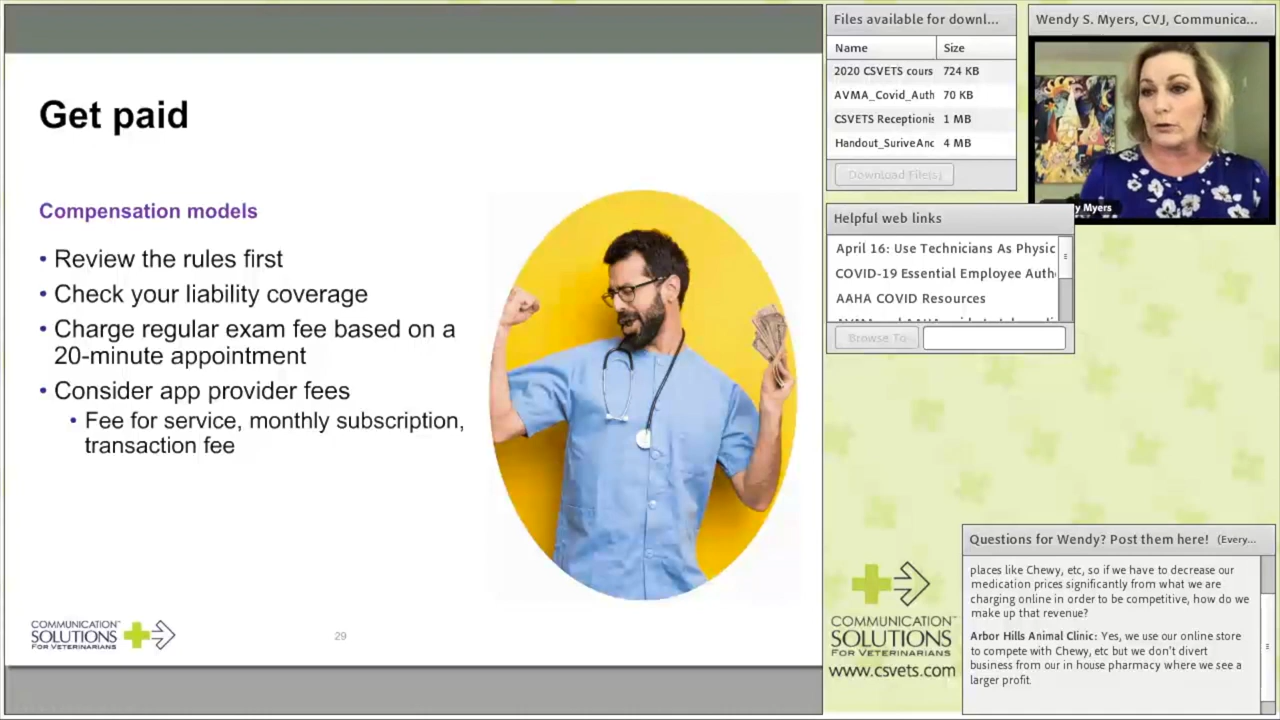 Get paid
Compensation models
• Review the rules first
• Check your liability coverage
• Charge regular exam fee based on a
20-minute appointment
• Consider app provider fees
• Fee for service, monthly subscription,
transaction fee
COMMUNICATION
SOLUTIONS
FOR VETERINARIANS
29
Files available for downl...
Name Size
2020 CSVETS cours 724 KB
AVMA_Covid_Auth 70 KB
CSVETS Receptionis 1 MB
Handout_SuriveAnc 4 MB
Download File(s)
Wendy S. Myers, CVJ, Communica...
y Myers
Helpful web links
April 16: Use Technicians As Physic
COVID-19 Essential Employee Auth
AAHA COVID Resources
Browse To
COMMUNICATION
SOLUTIONS
FOR VETERINARIANS
www.csvets.com
Questions for Wendy? Post them here! (Every...
places like Chewy, etc, so if we have to decrease our
medication prices significantly from what we are
charging online in order to be competitive, how do we
make up that revenue?
Arbor Hills Animal Clinic: Yes, we use our online store
to compete with Chewy, etc but we don't divert
business from our in house pharmacy where we see a
larger profit.